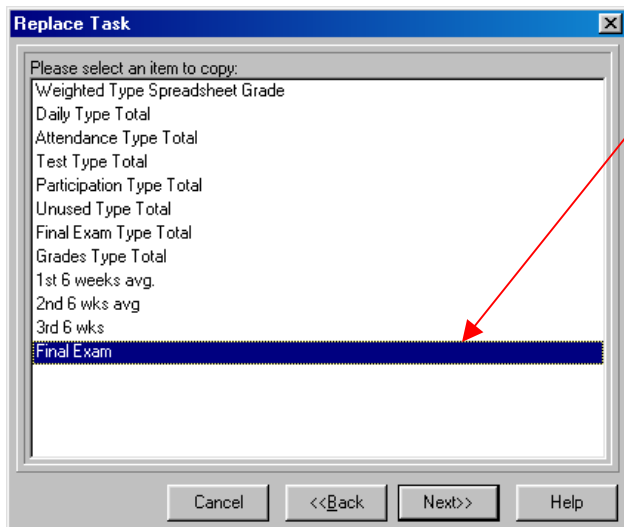 Replace Task
Please select an item to copy:
Weighted Type Spreadsheet Grade
Daily Type Total
Attendance Type Total
Test Type Total
Participation Type Total
Unused Type Total
Final Exam Type Total
Grades Type Total
1st 6 weeks avg.
2nd 6 wks avg
3rd 6 wks
Final Exam
Cancel <<Back Next>> Help